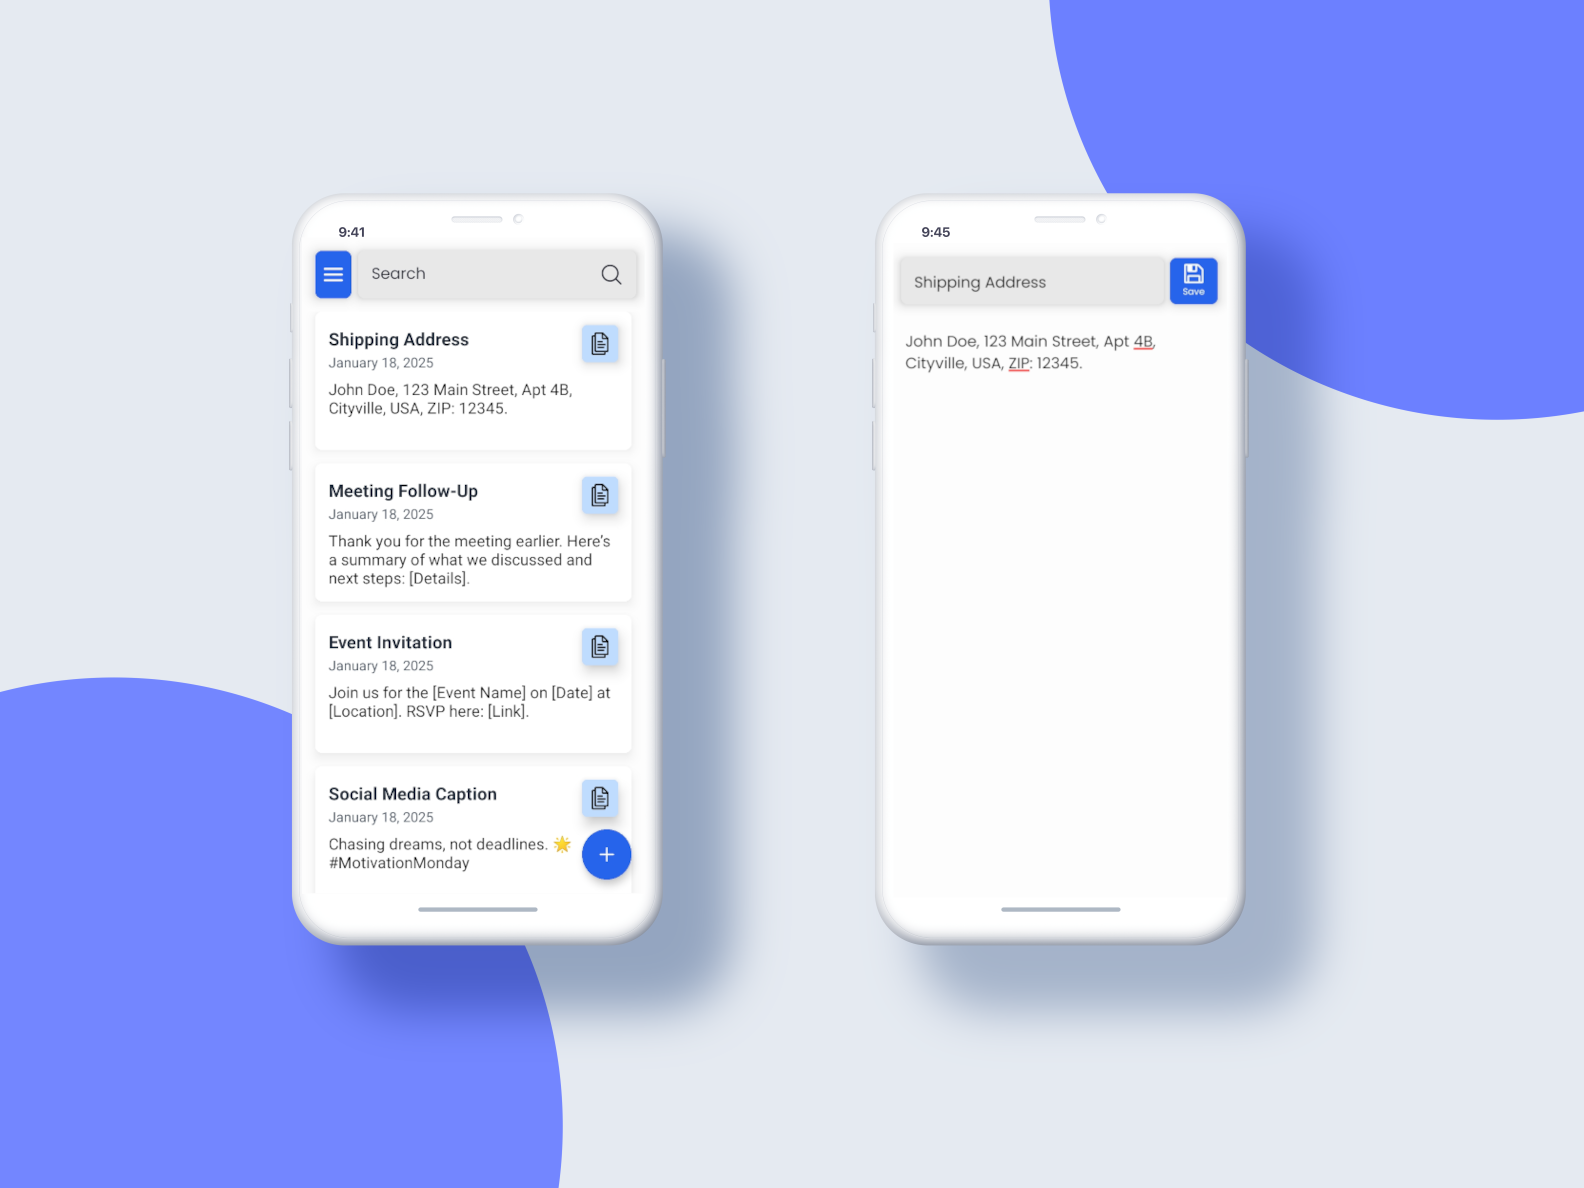 9:41
Search
Shipping Address
January 18, 2025
John Doe, 123 Main Street, Apt 4B,
Cityville, USA, ZIP: 12345.
Meeting Follow-Up
January 18, 2025
Thank you for the meeting earlier. Here's
a summary of what we discussed and
next steps: [Details].
Event Invitation
January 18, 2025
Join us for the [Event Name] on [Date] at
[Location]. RSVP here: [Link].
Social Media Caption
January 18, 2025
Chasing dreams, not deadlines. 🌟
#MotivationMonday
9:45
Shipping Address
Save
John Doe, 123 Main Street, Apt 4B,
Cityville, USA, ZIP: 12345.